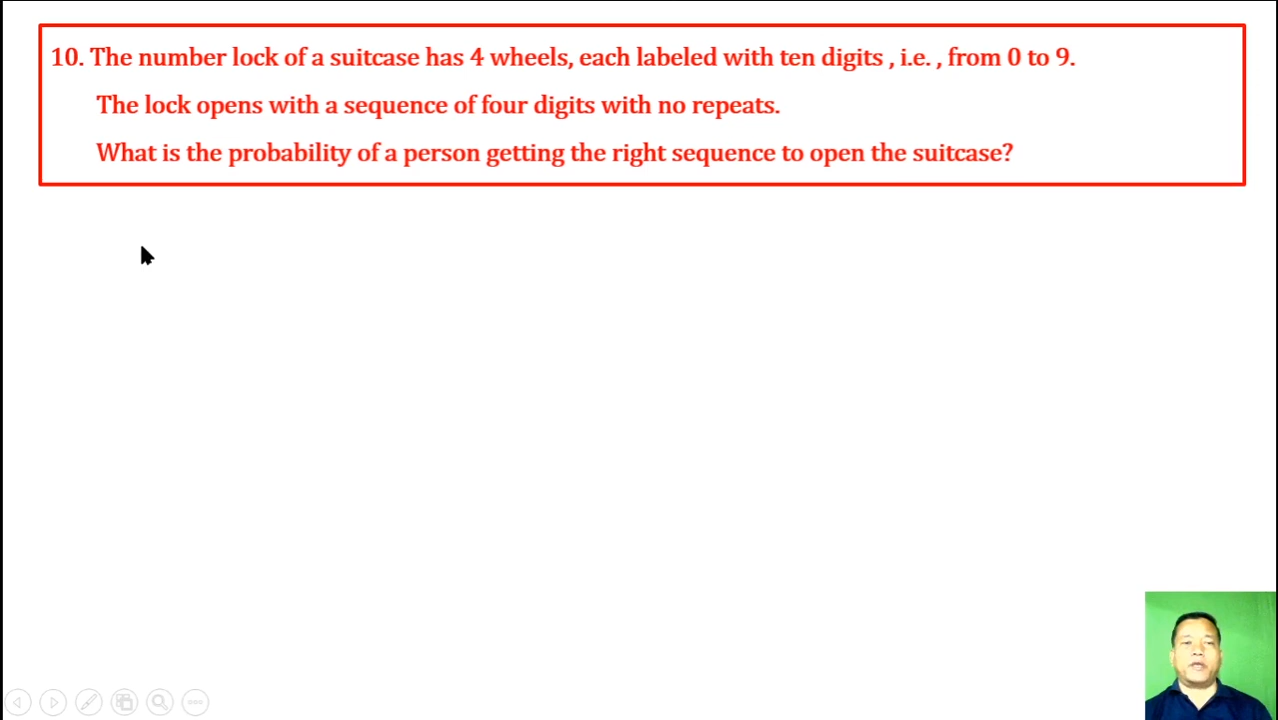 10. The number lock of a suitcase has 4 wheels, each labeled with ten digits , i.e. , from 0 to 9.
The lock opens with a sequence of four digits with no repeats.
What is the probability of a person getting the right sequence to open the suitcase?